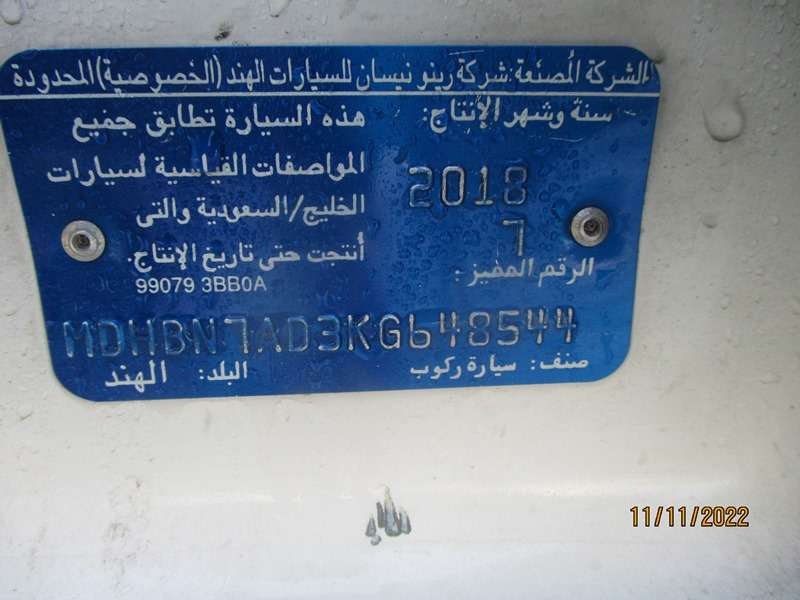 الشركة المُصنعة: شركة رينو نيسان للسيارات الهند (الخصوصية) المحدودة
سنة وشهر الإنتاج:
2018
7
هذه السيارة تطابق جميع
المواصفات القياسية لسيارات
الخليج/السعودية والتى
أنتجت حتى تاريخ الإنتاج.
99079 3BB0A
الرقم المميز:
MDHBN7AD3KG648544
صنف: سيارة ركوب
البلد: الهند
11/11/2022